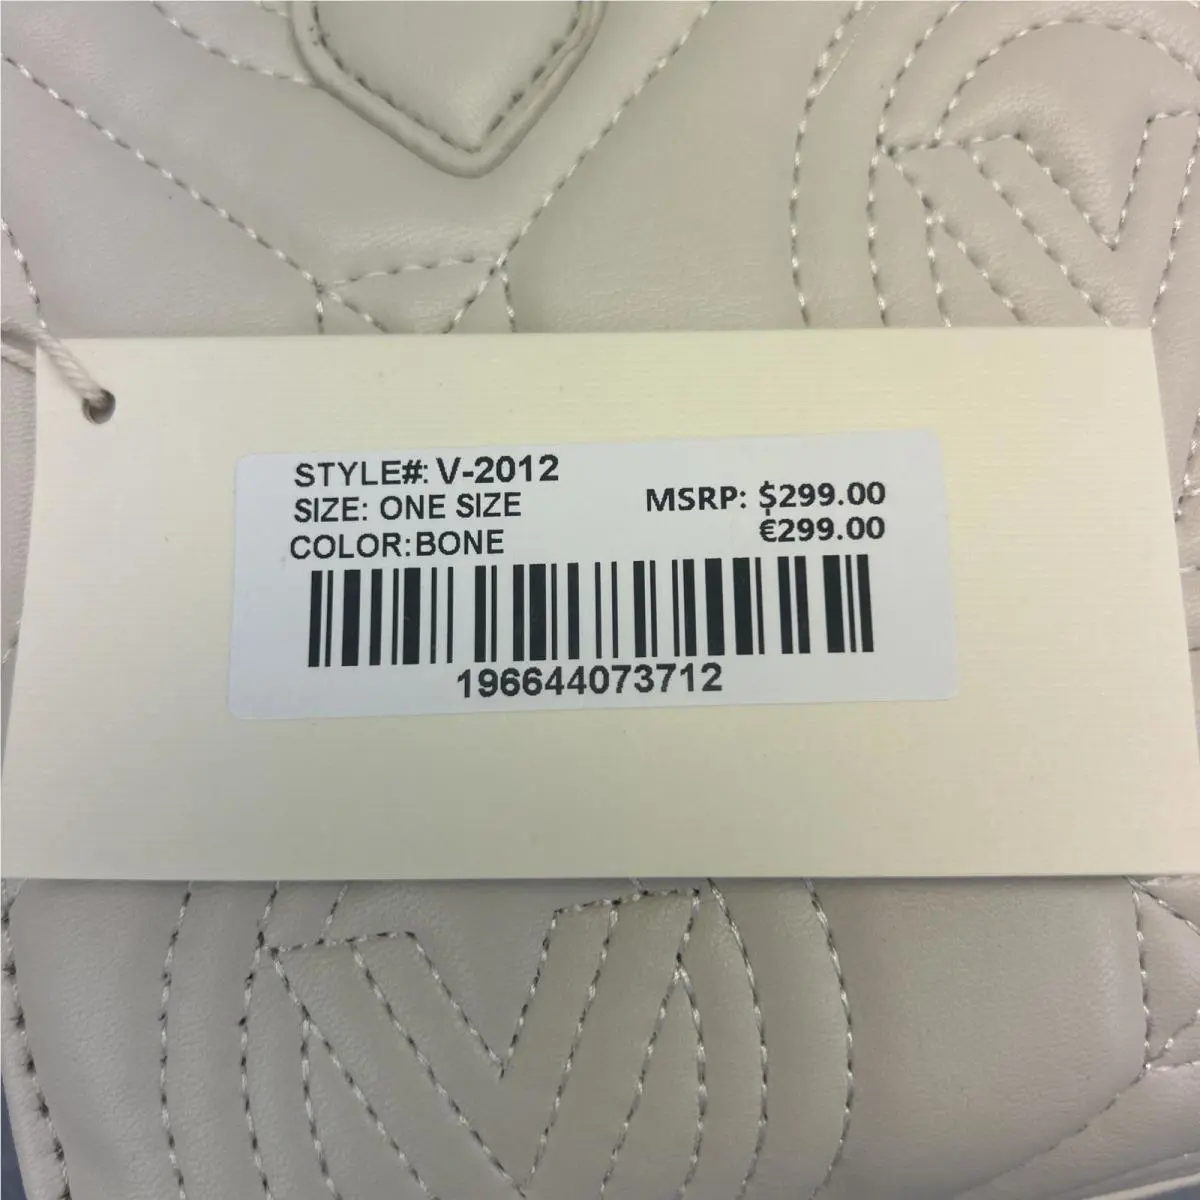 STYLE#: V-2012
SIZE: ONE SIZE
COLOR:BONE
MSRP: $299.00
€299.00
196644073712